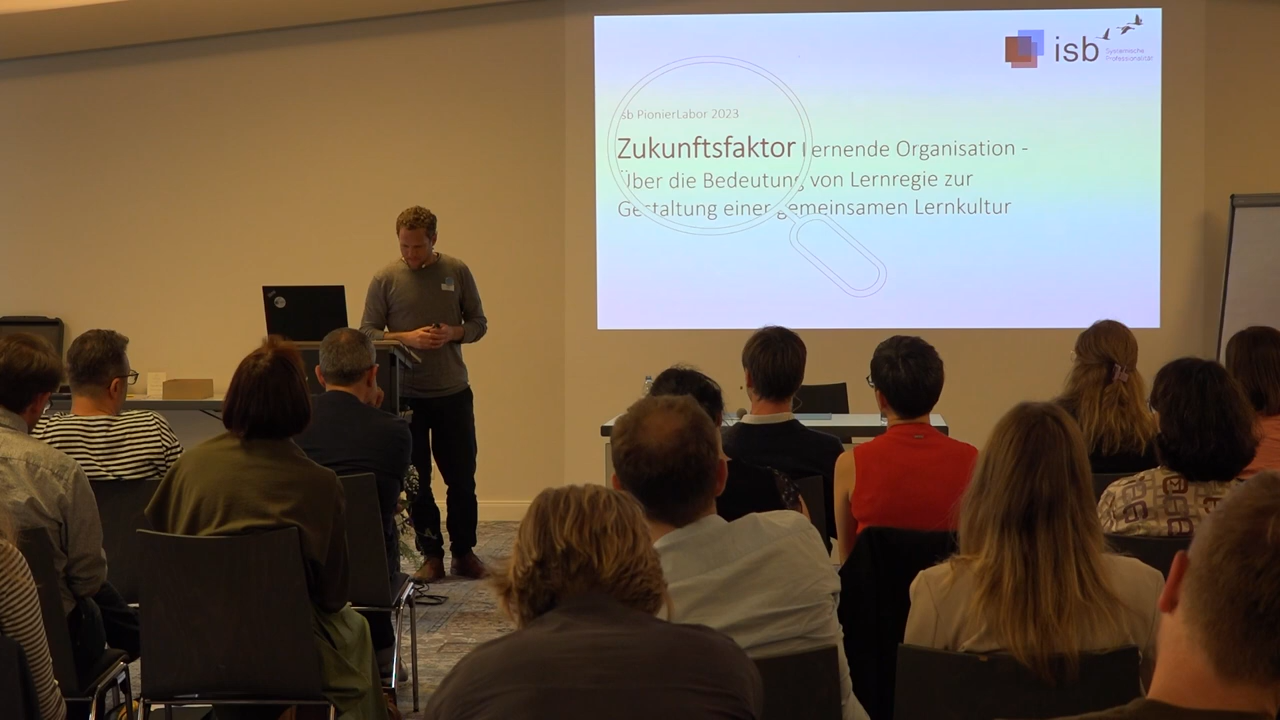 isb
Systemische
Professionalität
isb PionierLabor 2023
Zukunftsfaktor Lernende Organisation -
Über die Bedeutung von Lernregie zur
Gestaltung einer gemeinsamen Lernkultur